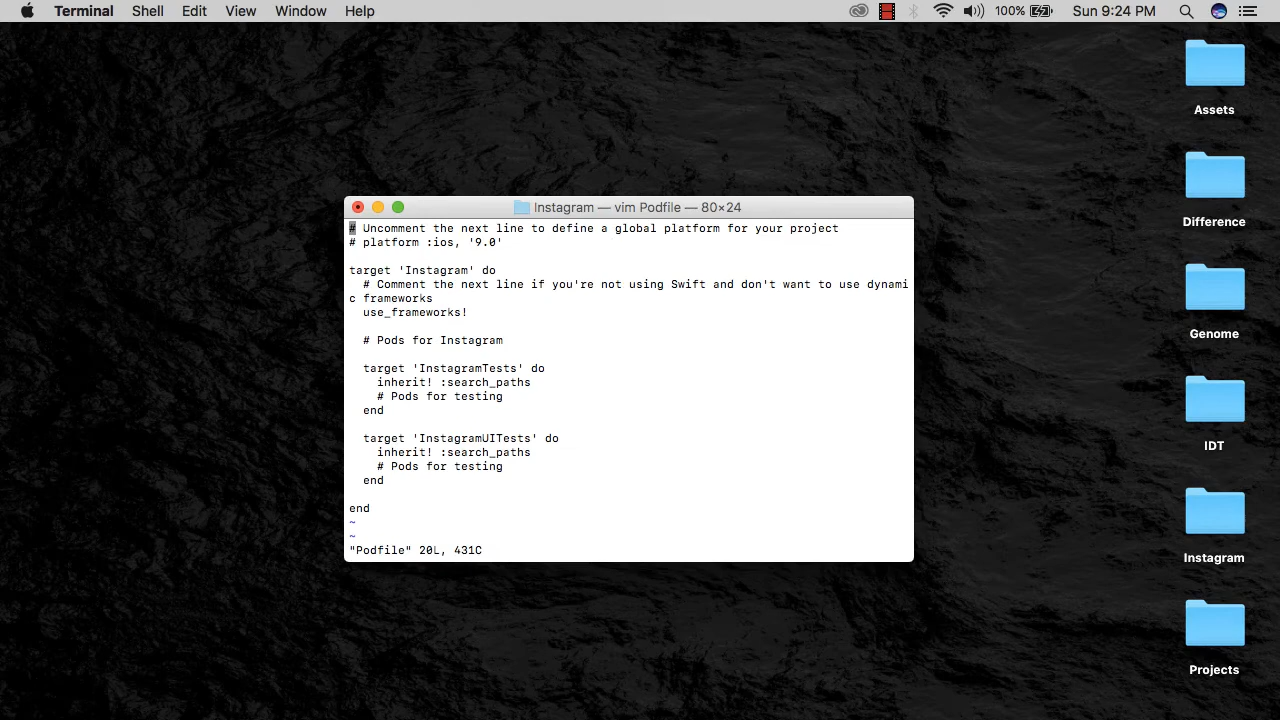 Terminal Shell Edit View Window Help 100% Sun 9:24 PM
Assets
Difference
Genome
IDT
Instagram
Projects
Instagram — vim Podfile — 80×24
# Uncomment the next line to define a global platform for your project
# platform :ios, '9.0'
target 'Instagram' do
# Comment the next line if you're not using Swift and don't want to use dynami
c frameworks
use_frameworks!
# Pods for Instagram
target 'InstagramTests' do
inherit! :search_paths
# Pods for testing
end
target 'InstagramUITests' do
inherit! :search_paths
# Pods for testing
end
end
~
~
"Podfile" 20L, 431C